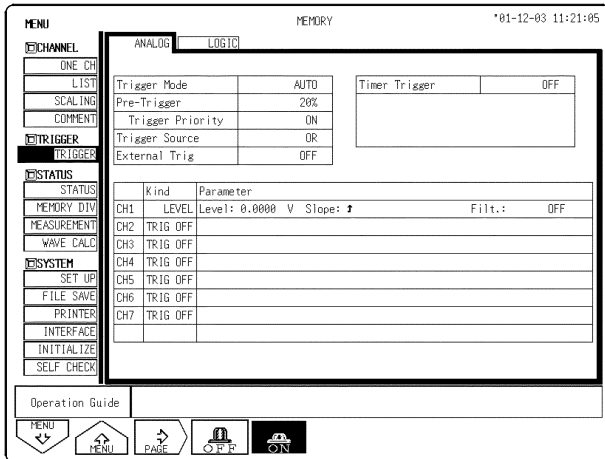 MENU
MEMORY
'01-12-03 11:21:05
CHANNEL
ONE CH
LIST
SCALING
COMMENT
TRIGGER
TRIGGER
STATUS
STATUS
MEMORY DIV
MEASUREMENT
WAVE CALC
SYSTEM
SET UP
FILE SAVE
PRINTER
INTERFACE
INITIALIZE
SELF CHECK
ANALOG LOGIC
Trigger Mode AUTO
Pre-Trigger 20%
Trigger Priority ON
Trigger Source OR
External Trig OFF
Timer Trigger OFF
Kind Parameter
CH1 LEVEL Level: 0.0000 V Slope: ↑ Filt.: OFF
CH2 TRIG OFF
CH3 TRIG OFF
CH4 TRIG OFF
CH5 TRIG OFF
CH6 TRIG OFF
CH7 TRIG OFF
Operation Guide
MENU
MENU
PAGE
OFF
ON